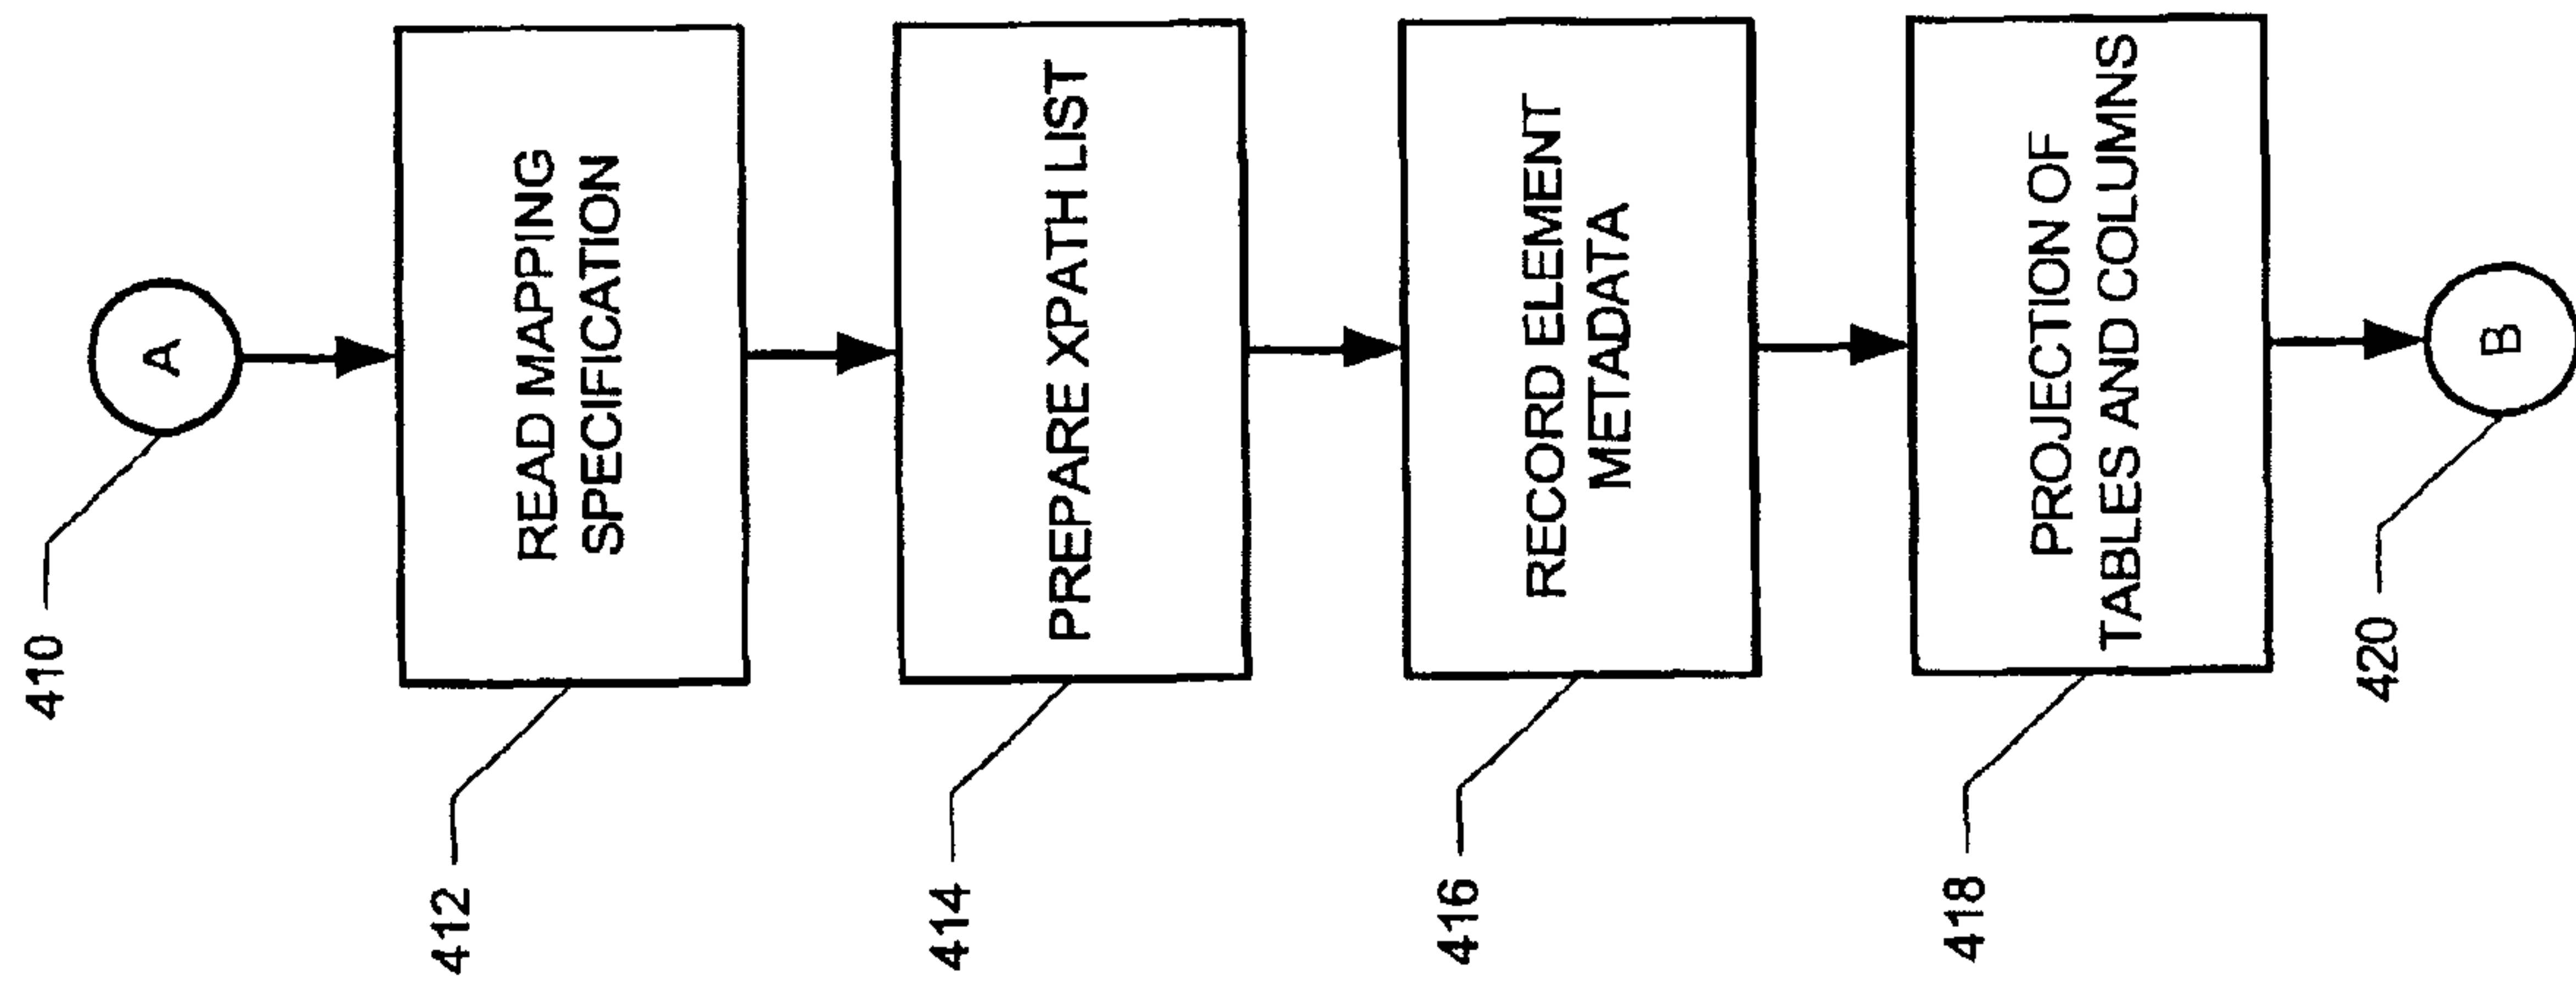 410
A
READ MAPPING
SPECIFICATION
412
PREPARE XPATH LIST
414
RECORD ELEMENT
METADATA
416
PROJECTION OF
TABLES AND COLUMNS
418
B
420